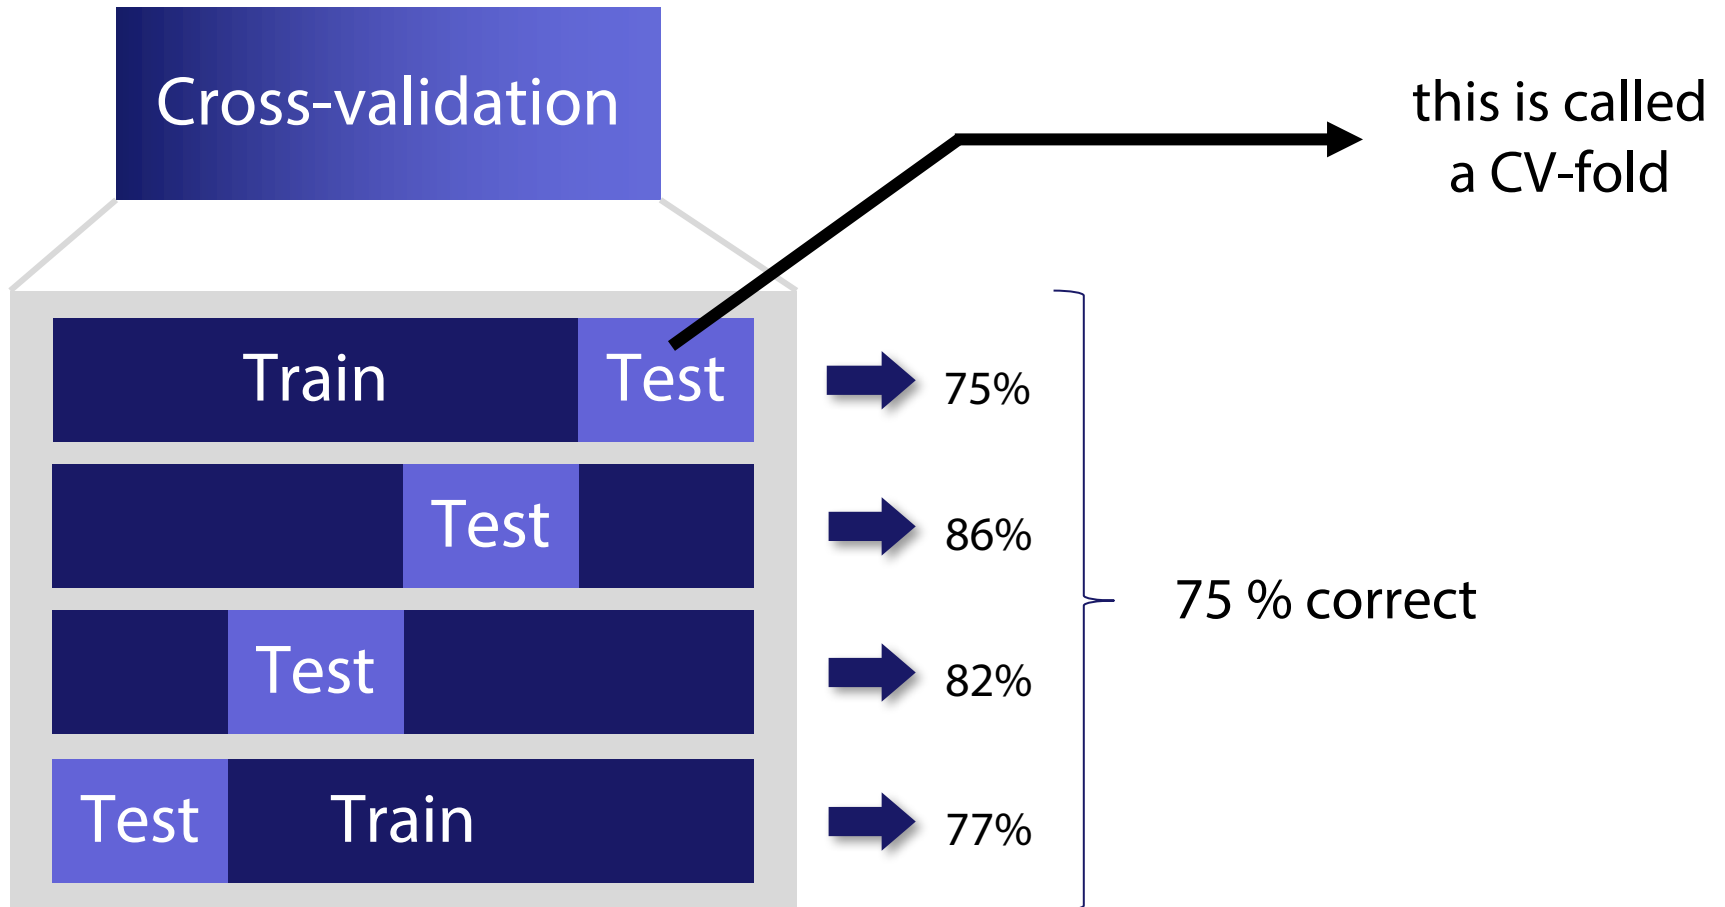 Cross-validation
this is called
a CV-fold
Train Test 75%
Test 86%
75 % correct
Test 82%
Test Train 77%